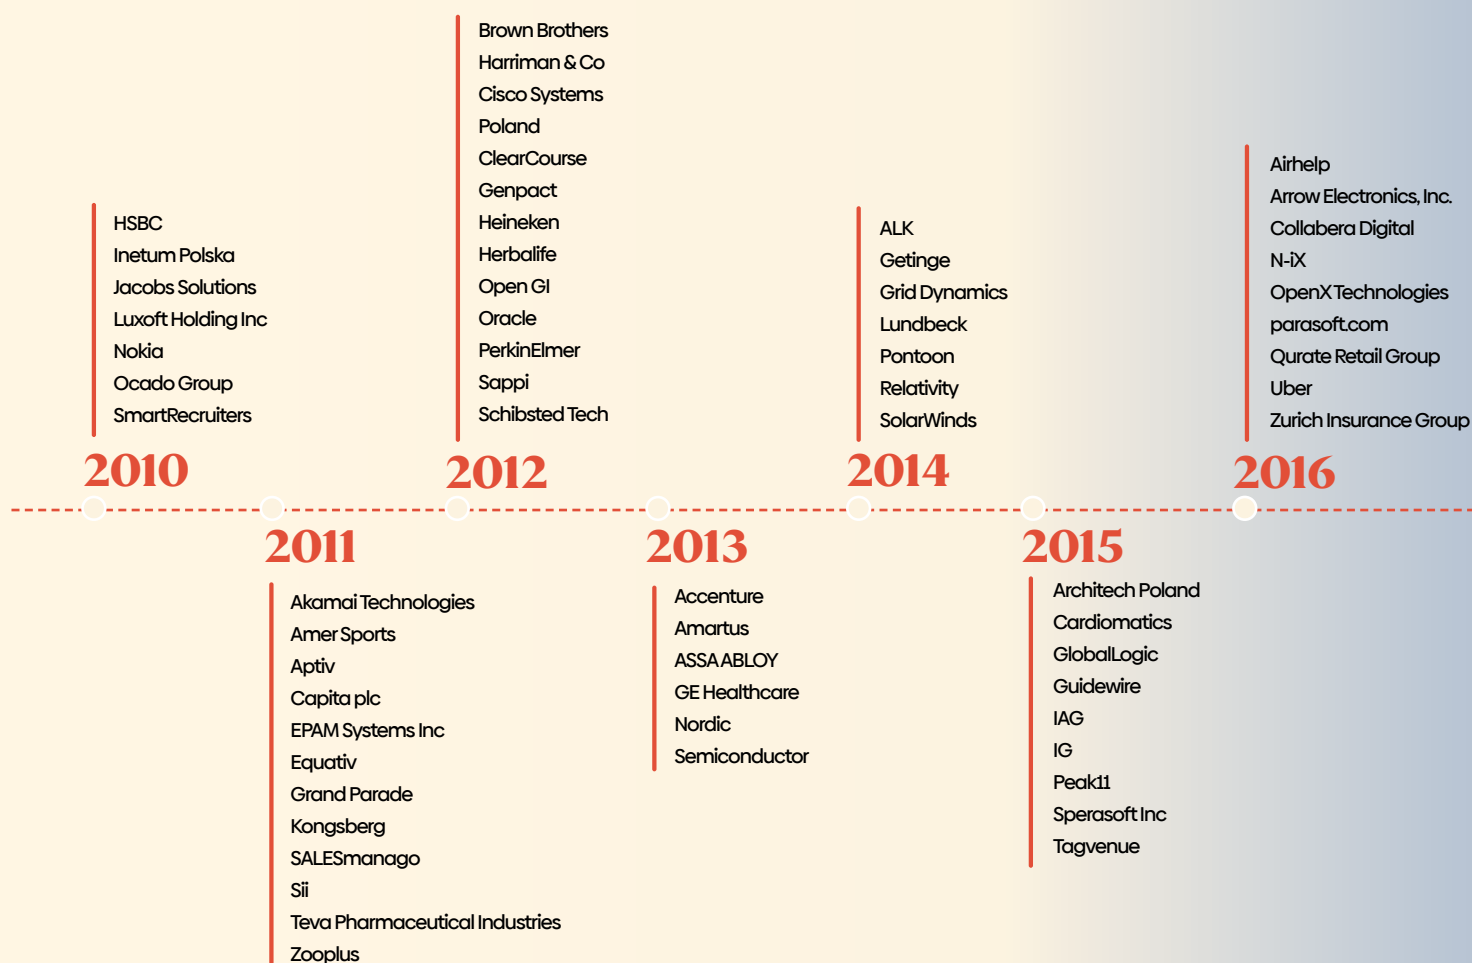 HSBC
Inetum Polska
Jacobs Solutions
Luxoft Holding Inc
Nokia
Ocado Group
SmartRecruiters
2010
2011
Akamai Technologies
Amer Sports
Aptiv
Capita plc
EPAM Systems Inc
Equativ
Grand Parade
Kongsberg
SALESmanago
Sii
Teva Pharmaceutical Industries
Zooplus
Brown Brothers
Harriman & Co
Cisco Systems
Poland
ClearCourse
Genpact
Heineken
Herbalife
Open GI
Oracle
PerkinElmer
Sappi
Schibsted Tech
2012
2013
Accenture
Amartus
ASSA ABLOY
GE Healthcare
Nordic
Semiconductor
ALK
Getinge
Grid Dynamics
Lundbeck
Pontoon
Relativity
SolarWinds
2014
2015
Architech Poland
Cardiomatics
GlobalLogic
Guidewire
IAG
IG
Peak11
Sperasoft Inc
Tagvenue
Airhelp
Arrow Electronics, Inc.
Collabera Digital
N-iX
OpenX Technologies
parasoft.com
Qurate Retail Group
Uber
Zurich Insurance Group
2016